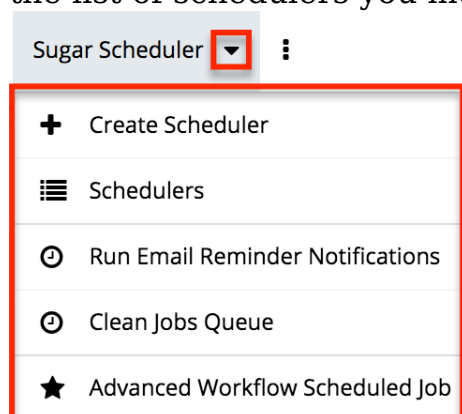 the list of schedulers you
Sugar Scheduler
Create Scheduler
Schedulers
Run Email Reminder Notifications
Clean Jobs Queue
Advanced Workflow Scheduled Job